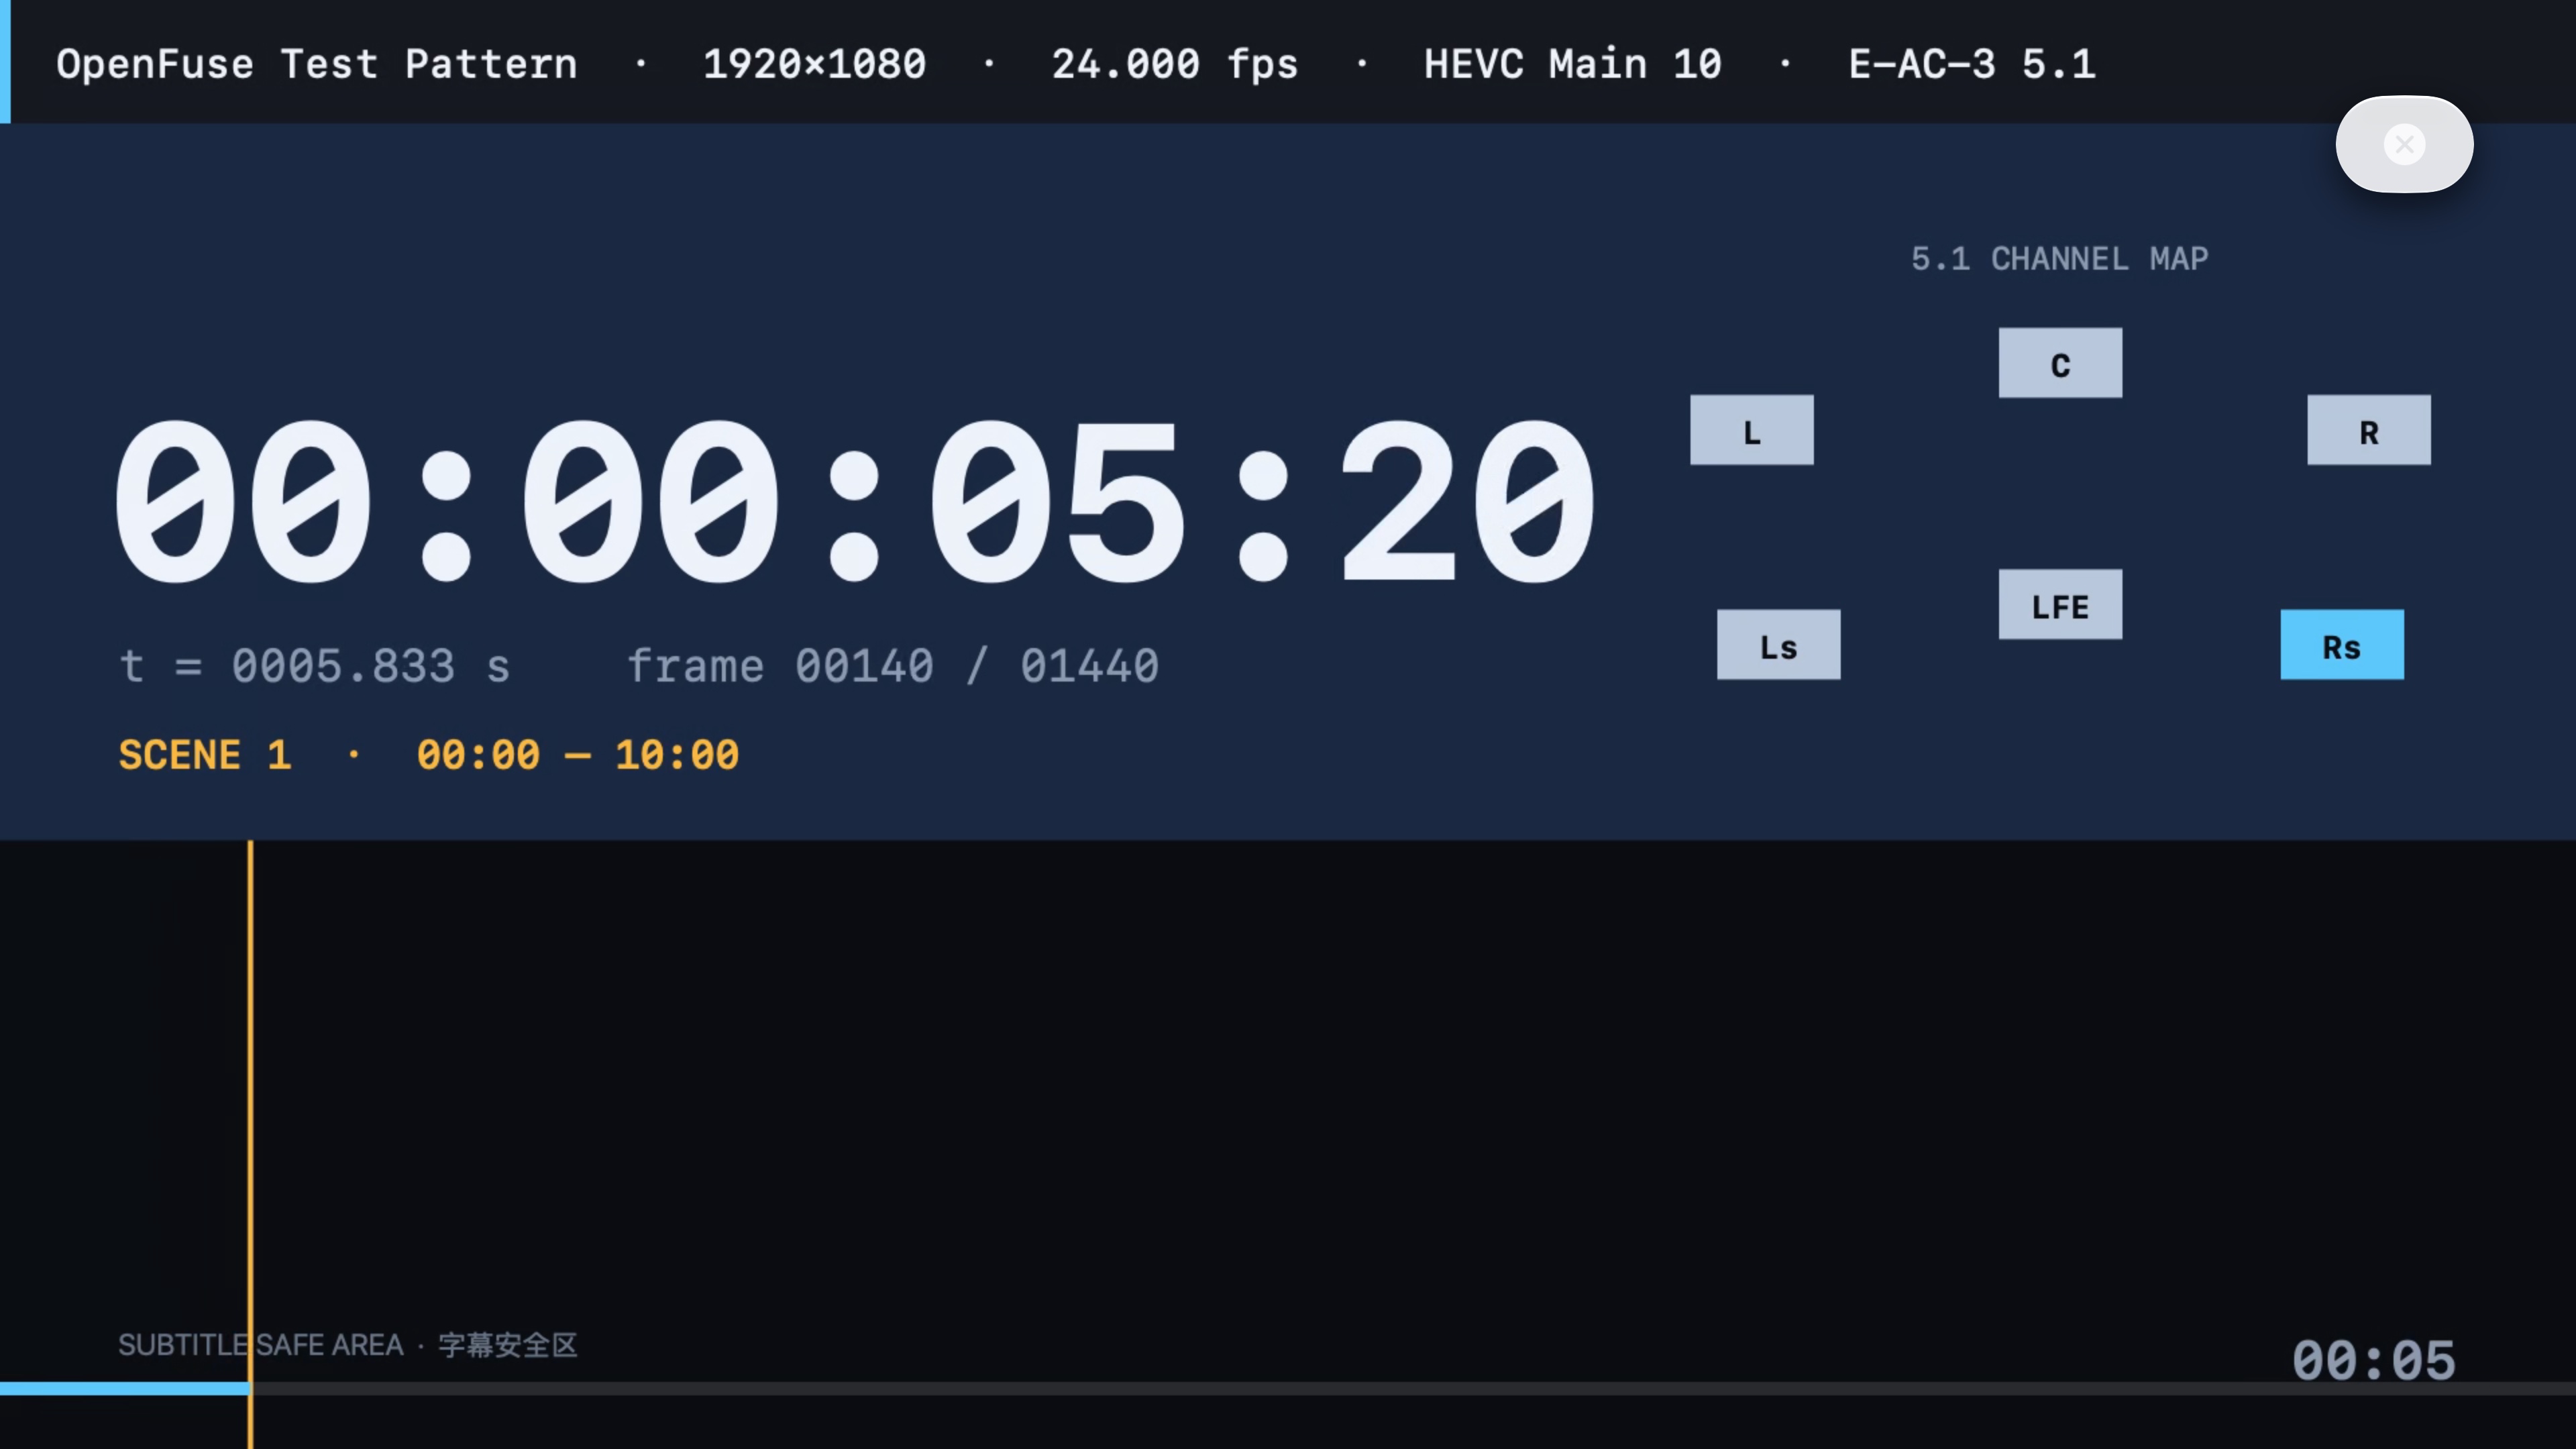 OpenFuse Test Pattern · 1920×1080 · 24.000 fps · HEVC Main 10 · E–AC–3 5.1
5.1 CHANNEL MAP
C
L
R
00:00:05:20
LFE
Ls
Rs
t = 0005.833 s frame 00140 / 01440
SCENE 1 · 00:00 — 10:00
SUBTITLE SAFE AREA · 字幕安全区
00:05